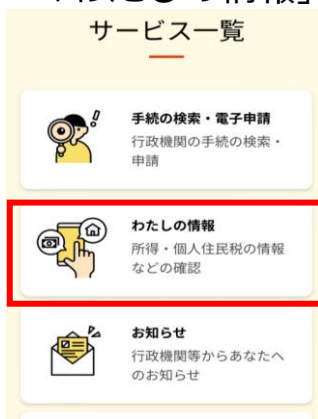 サービス一覧
手続の検索・電子申請
行政機関の手続の検索・
申請
わたしの情報
所得・個人住民税の情報
などの確認
お知らせ
行政機関等からあなたへ
のお知らせ